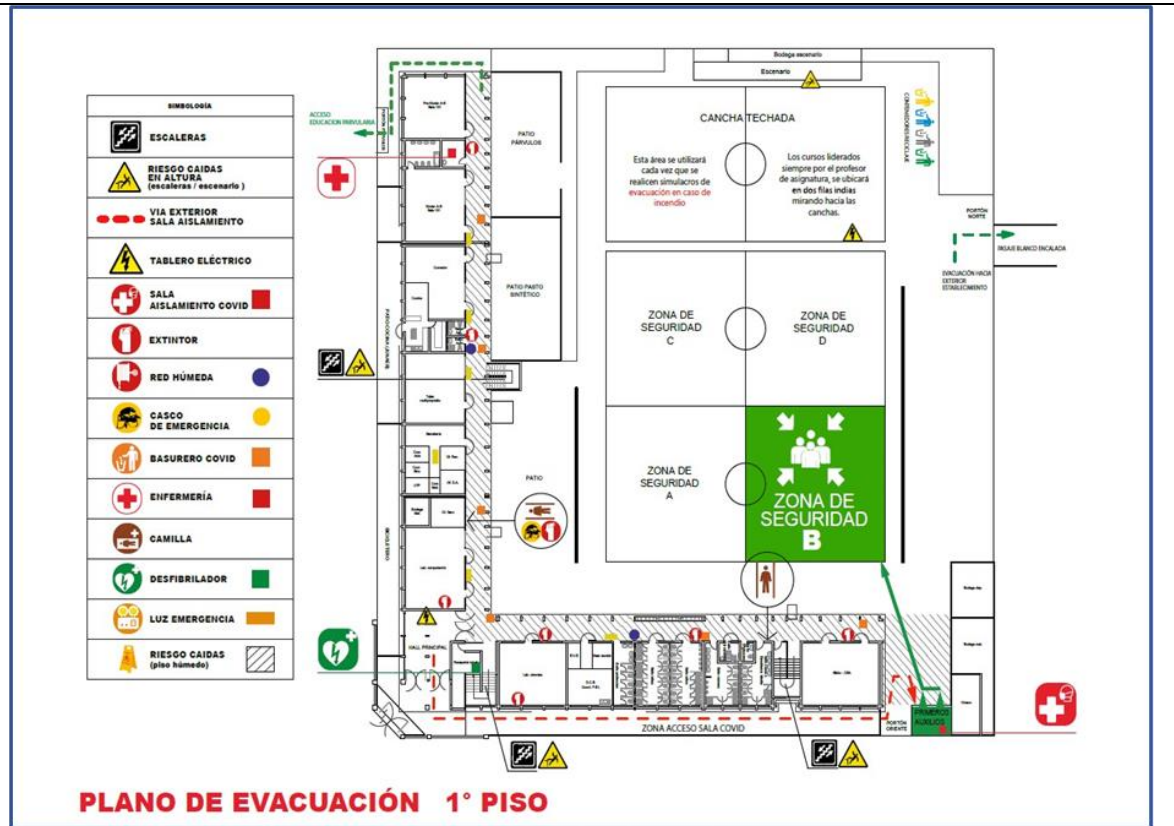 SIMBOLOGÍA
ESCALERAS
RIESGO CAIDAS
EN ALTURA
(escaleras / escenario )
VIA EXTERIOR
SALA AISLAMIENTO
TABLERO ELÉCTRICO
SALA
AISLAMIENTO COVID
EXTINTOR
RED HÚMEDA
CASCO
DE EMERGENCIA
BASURERO COVID
ENFERMERÍA
CAMILLA
DESFIBRILADOR
LUZ EMERGENCIA
RIESGO CAIDAS
(piso húmedo)
ACCESO
EDUCACION PARVULARIA
PATIO
PÁRVULOS
PATIO PASTO
SINTÉTICO
PATIO
Bodega escenario
Escenario
CANCHA TECHADA
Esta área se utilizará
cada vez que se
realicen simulacros de
evacuación en caso de
incendio
Los cursos liderados
siempre por el profesor
de asignatura, se ubicará
en dos filas indias
mirando hacia las
canchas.
CONTENEDORES RECICLAJE
PORTÓN
NORTE
PASAJE BLANCO ENCALADA
EVACUACIÓN HACIA
EXTERIOR
ESTABLECIMIENTO
ZONA DE
SEGURIDAD
C
ZONA DE
SEGURIDAD
D
ZONA DE
SEGURIDAD
A
ZONA DE
SEGURIDAD
B
BICICLETERO
HALL PRINCIPAL
ZONA ACCESO SALA COVID
PORTÓN
ORIENTE
PRIMEROS
AUXILIOS
PLANO DE EVACUACIÓN 1° PISO